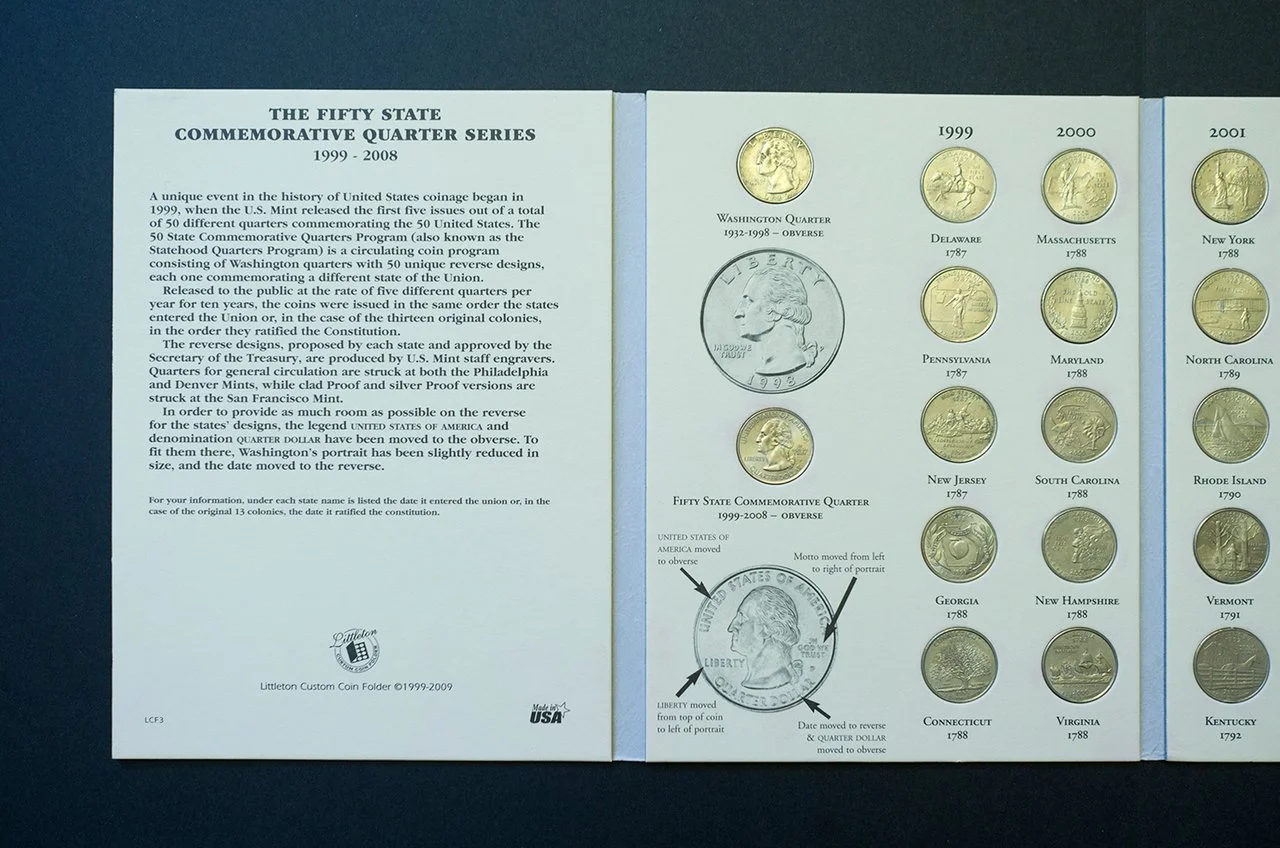 THE FIFTY STATE
COMMEMORATIVE QUARTER SERIES
1999 - 2008
A unique event in the history of United States coinage began in
1999, when the U.S. Mint released the first five issues out of a total
of 50 different quarters commemorating the 50 United States. The
50 State Commemorative Quarters Program (also known as the
Statehood Quarters Program) is a circulating coin program
consisting of Washington quarters with 50 unique reverse designs,
each one commemorating a different state of the Union.
Released to the public at the rate of five different quarters per
year for ten years, the coins were issued in the same order the states
entered the Union or, in the case of the thirteen original colonies,
in the order they ratified the Constitution.
The reverse designs, proposed by each state and approved by the
Secretary of the Treasury, are produced by U.S. Mint staff engravers.
Quarters for general circulation are struck at both the Philadelphia
and Denver Mints, while clad Proof and silver Proof versions are
struck at the San Francisco Mint.
In order to provide as much room as possible on the reverse
for the states' designs, the legend UNITED STATES OF AMERICA and
denomination QUARTER DOLLAR have been moved to the obverse. To
fit them there, Washington's portrait has been slightly reduced in
size, and the date moved to the reverse.
For your information, under each state name is listed the date it entered the union or, in the
case of the original 13 colonies, the date it ratified the constitution.
Littleton
CUSTOM COIN FOLDER
Littleton Custom Coin Folder ©1999-2009
LCF3
Made in
USA
LIBERTY
WASHINGTON QUARTER
1932-1998 – OBVERSE
LIBERTY
IN GOD WE
TRUST
P
1998
LIBERTY
QUARTER DOLLAR
FIFTY STATE COMMEMORATIVE QUARTER
1999-2008 – OBVERSE
UNITED STATES OF
AMERICA moved
to obverse
Motto moved from left
to right of portrait
UNITED STATES OF AMERICA
LIBERTY
IN
GOD WE
TRUST
P
QUARTER DOLLAR
LIBERTY moved
from top of coin
to left of portrait
Date moved to reverse
& QUARTER DOLLAR
moved to obverse
1999
DELAWARE
1787
PENNSYLVANIA
1787
NEW JERSEY
1787
GEORGIA
1788
CONNECTICUT
1788
2000
MASSACHUSETTS
1788
MARYLAND
1788
SOUTH CAROLINA
1788
NEW HAMPSHIRE
1788
VIRGINIA
1788
2001
NEW YORK
1788
NORTH CAROLINA
1789
RHODE ISLAND
1790
VERMONT
1791
KENTUCKY
1792